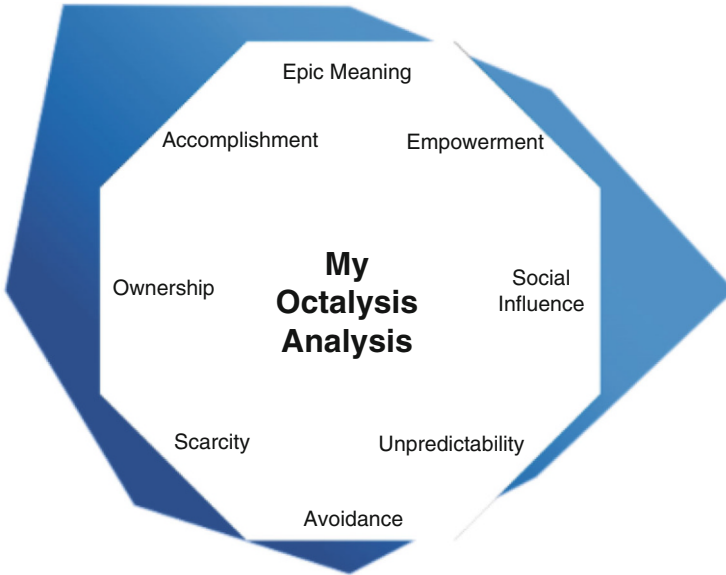 Epic Meaning
Accomplishment
Empowerment
Ownership
My
Octalysis
Analysis
Social
Influence
Scarcity
Unpredictability
Avoidance